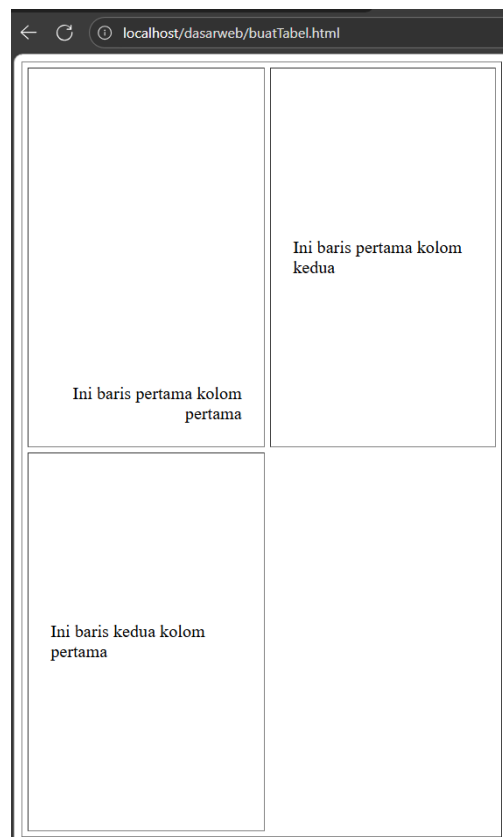 localhost/dasarweb/buatTabel.html
Ini baris pertama kolom
kedua
Ini baris pertama kolom
pertama
Ini baris kedua kolom
pertama